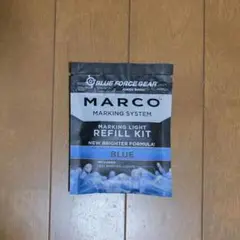 BLUE FORCE GEAR
MARCO
MARKING SYSTEM
MARKING LIGHT
REFILL KIT
NEW BRIGHTER FORMULA
BLUE